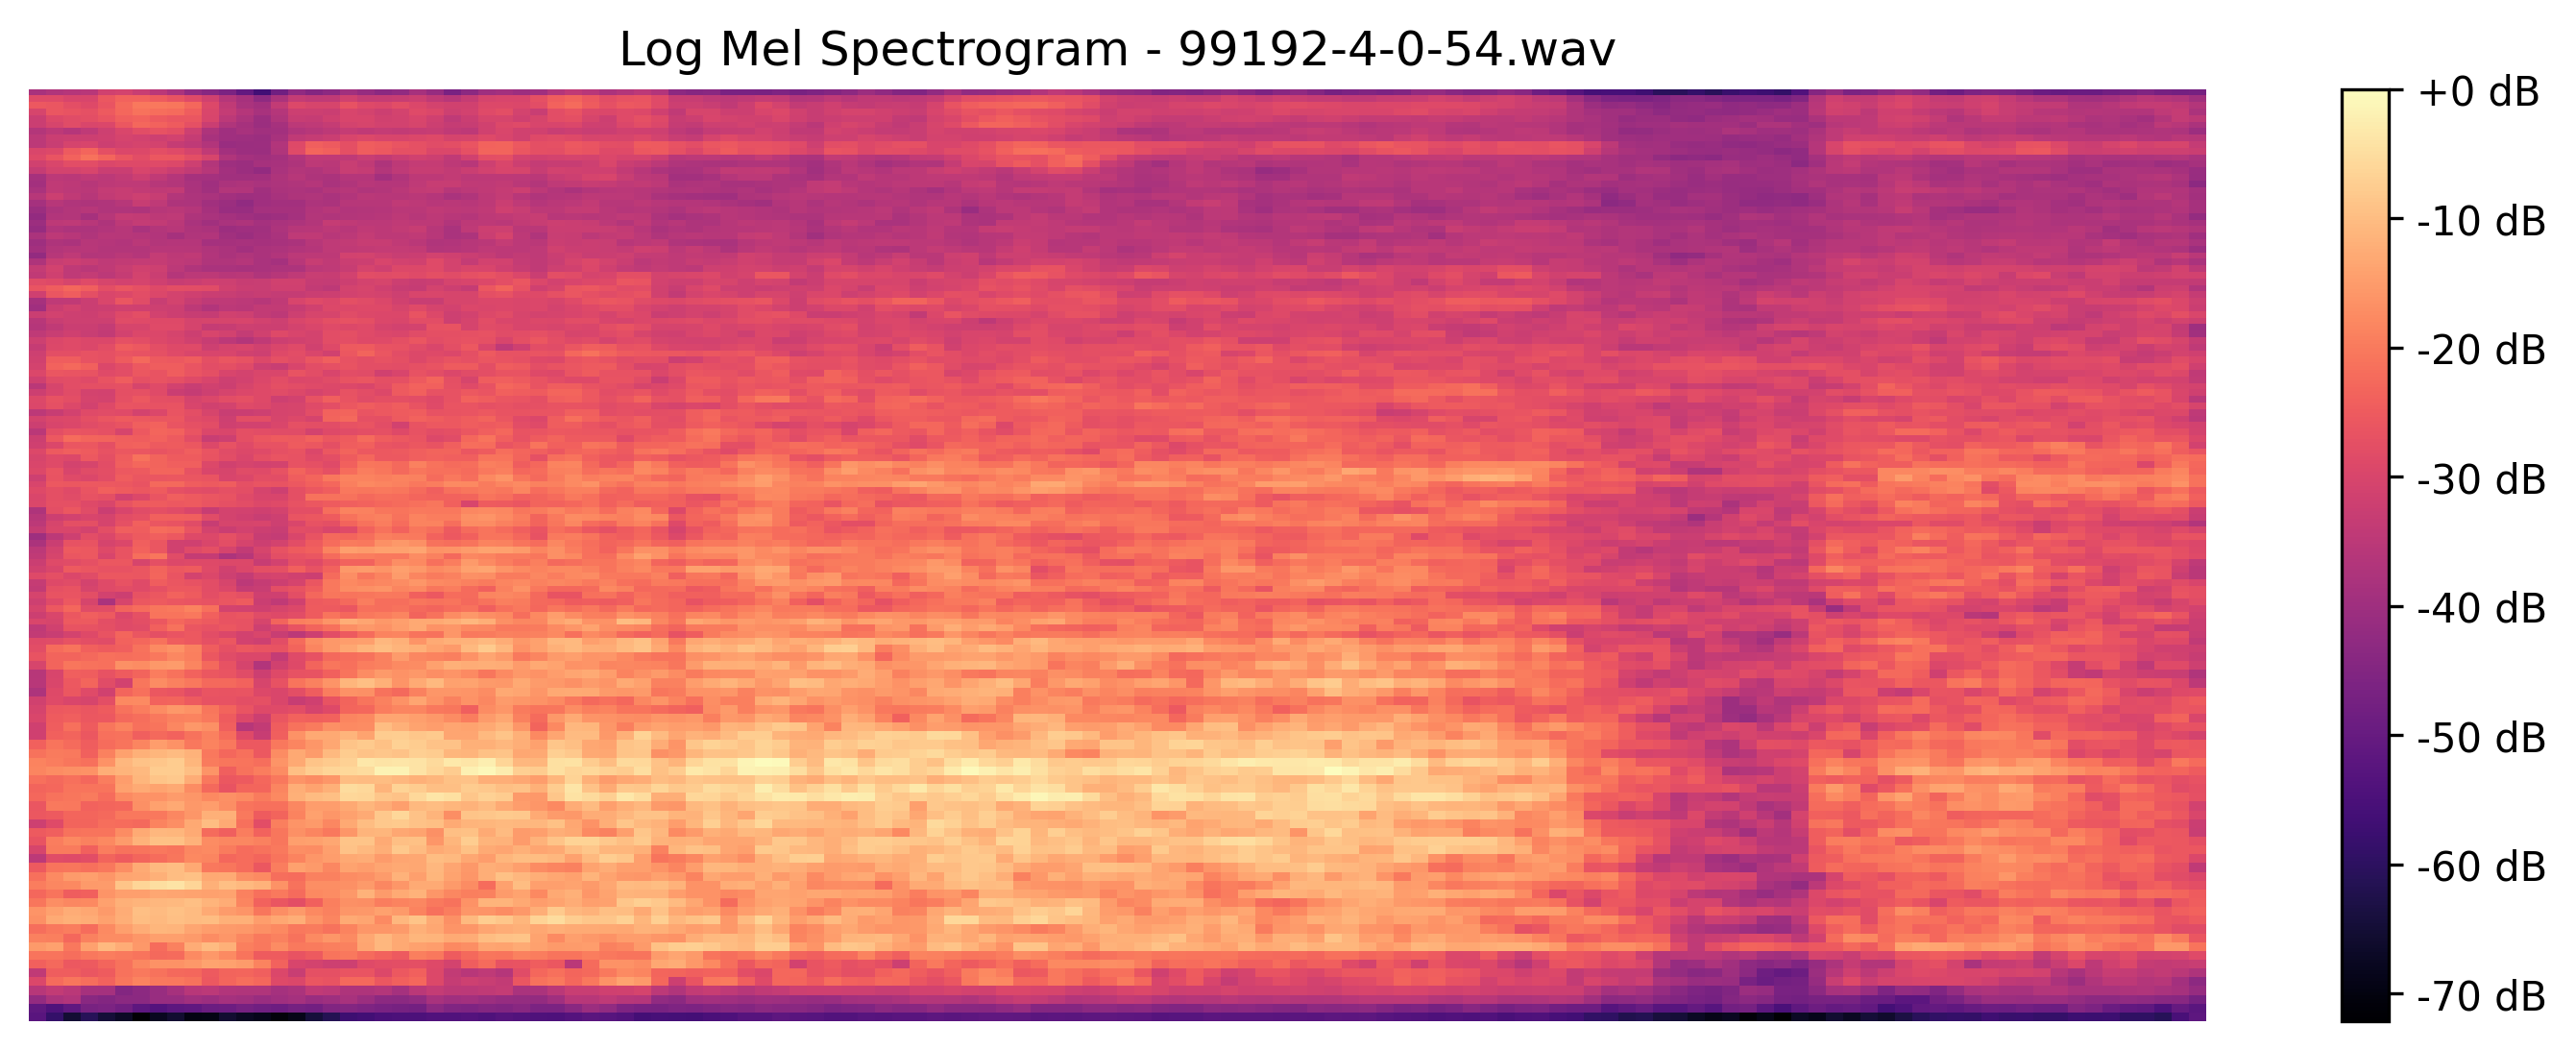 Log Mel Spectrogram - 99192-4-0-54.wav
+0 dB
-10 dB
-20 dB
-30 dB
-40 dB
-50 dB
-60 dB
-70 dB